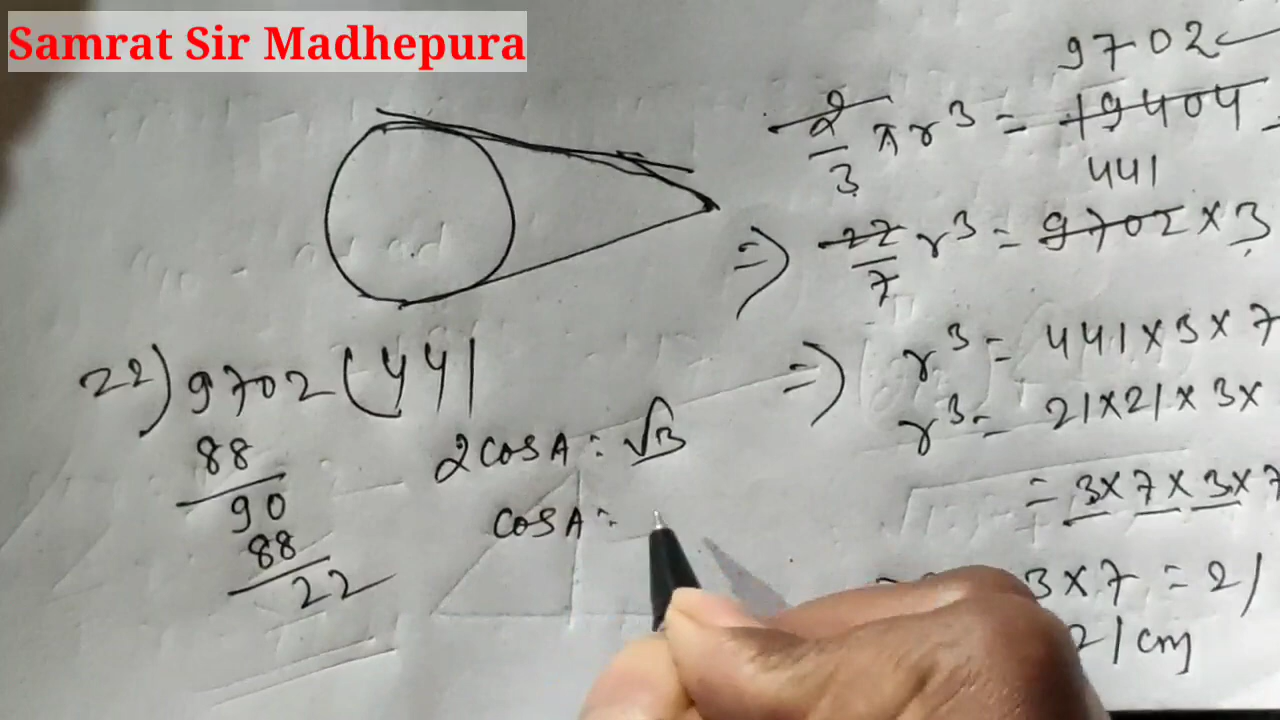 Samrat Sir Madhepura
9702
2/3 πr³ = 19404
441
⇒ 22/7 r³ = 9702 × 3
⇒ r³ = 441×3×7
r³ = 21×21×3×
= 3×7×3×7
3×7 = 21
21cm
22)9702(441
88
90
88
22
2 cos A = √3
cos A =